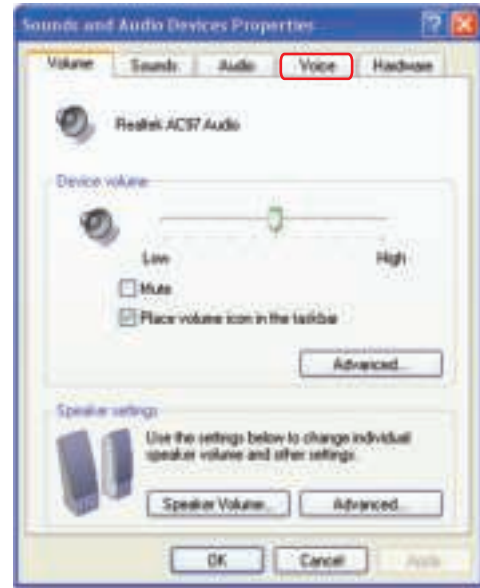 Sounds and Audio Devices Properties
Volume Sounds Audio Voice Hardware
Realtek AC97 Audio
Device volume
Low High
Mute
Place volume icon in the taskbar
Advanced...
Speaker settings
Use the settings below to change individual
speaker volume and other settings.
Speaker Volume... Advanced...
OK Cancel Apply